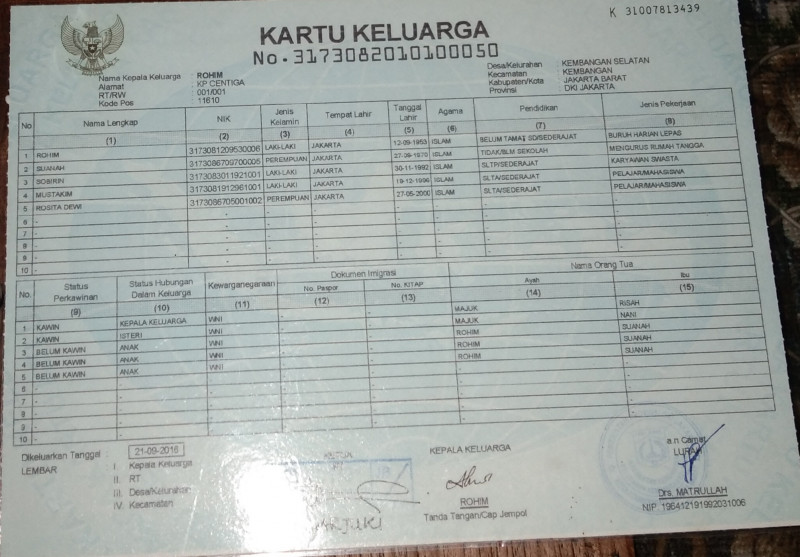 K 31007813439
KARTU KELUARGA
No. 3173082010100050
Nama Kepala Keluarga : ROHIM
Alamat : KP CENTIGA
RT/RW : 001/001
Kode Pos : 11610
Desa/Kelurahan : KEMBANGAN SELATAN
Kecamatan : KEMBANGAN
Kabupaten/Kota : JAKARTA BARAT
Provinsi : DKI JAKARTA
No Nama Lengkap NIK Jenis Kelamin Tempat Lahir Tanggal Lahir Agama Pendidikan Jenis Pekerjaan
(1) (2) (3) (4) (5) (6) (7) (8)
1 ROHIM 3173081209530006 LAKI-LAKI JAKARTA 12-09-1953 ISLAM BELUM TAMAT SD/SEDERAJAT BURUH HARIAN LEPAS
2 SUANAH 3173086709700006 PEREMPUAN JAKARTA 27-09-1970 ISLAM TIDAK/BLM SEKOLAH MENGURUS RUMAH TANGGA
3 SOBIRIN 3173083011921001 LAKI-LAKI JAKARTA 30-11-1992 ISLAM SLTP/SEDERAJAT KARYAWAN SWASTA
4 MUSTAKIM 3173081912961001 LAKI-LAKI JAKARTA 19-12-1996 ISLAM SLTA/SEDERAJAT PELAJAR/MAHASISWA
5 ROSITA DEWI 3173086705001002 PEREMPUAN JAKARTA 27-05-2000 ISLAM SLTA/SEDERAJAT PELAJAR/MAHASISWA
6 - - - - - - - -
7 - - - - - - - -
8 - - - - - - - -
9 - - - - - - - -
10 - - - - - - - -
No. Status Perkawinan Status Hubungan Dalam Keluarga Kewarganegaraan Dokumen Imigrasi Nama Orang Tua
No. Paspor No. KITAP Ayah Ibu
(9) (10) (11) (12) (13) (14) (15)
1 KAWIN KEPALA KELUARGA WNI - - MAJUK RISAH
2 KAWIN ISTERI WNI - - MAJUK NANI
3 BELUM KAWIN ANAK WNI - - ROHIM SUANAH
4 BELUM KAWIN ANAK WNI - - ROHIM SUANAH
5 BELUM KAWIN ANAK WNI - - ROHIM SUANAH
6 - - - - - - -
7 - - - - - - -
8 - - - - - - -
9 - - - - - - -
10 - - - - - - -
Dikeluarkan Tanggal : 21-09-2016
LEMBAR : I. Kepala Keluarga
II. RT
III. Desa/Kelurahan
IV. Kecamatan
KETUA
RT
KEPALA KELUARGA
ROHIM
Tanda Tangan/Cap Jempol
a.n Camat
LURAH
Drs. MATRULLAH
NIP. 196412191992031006